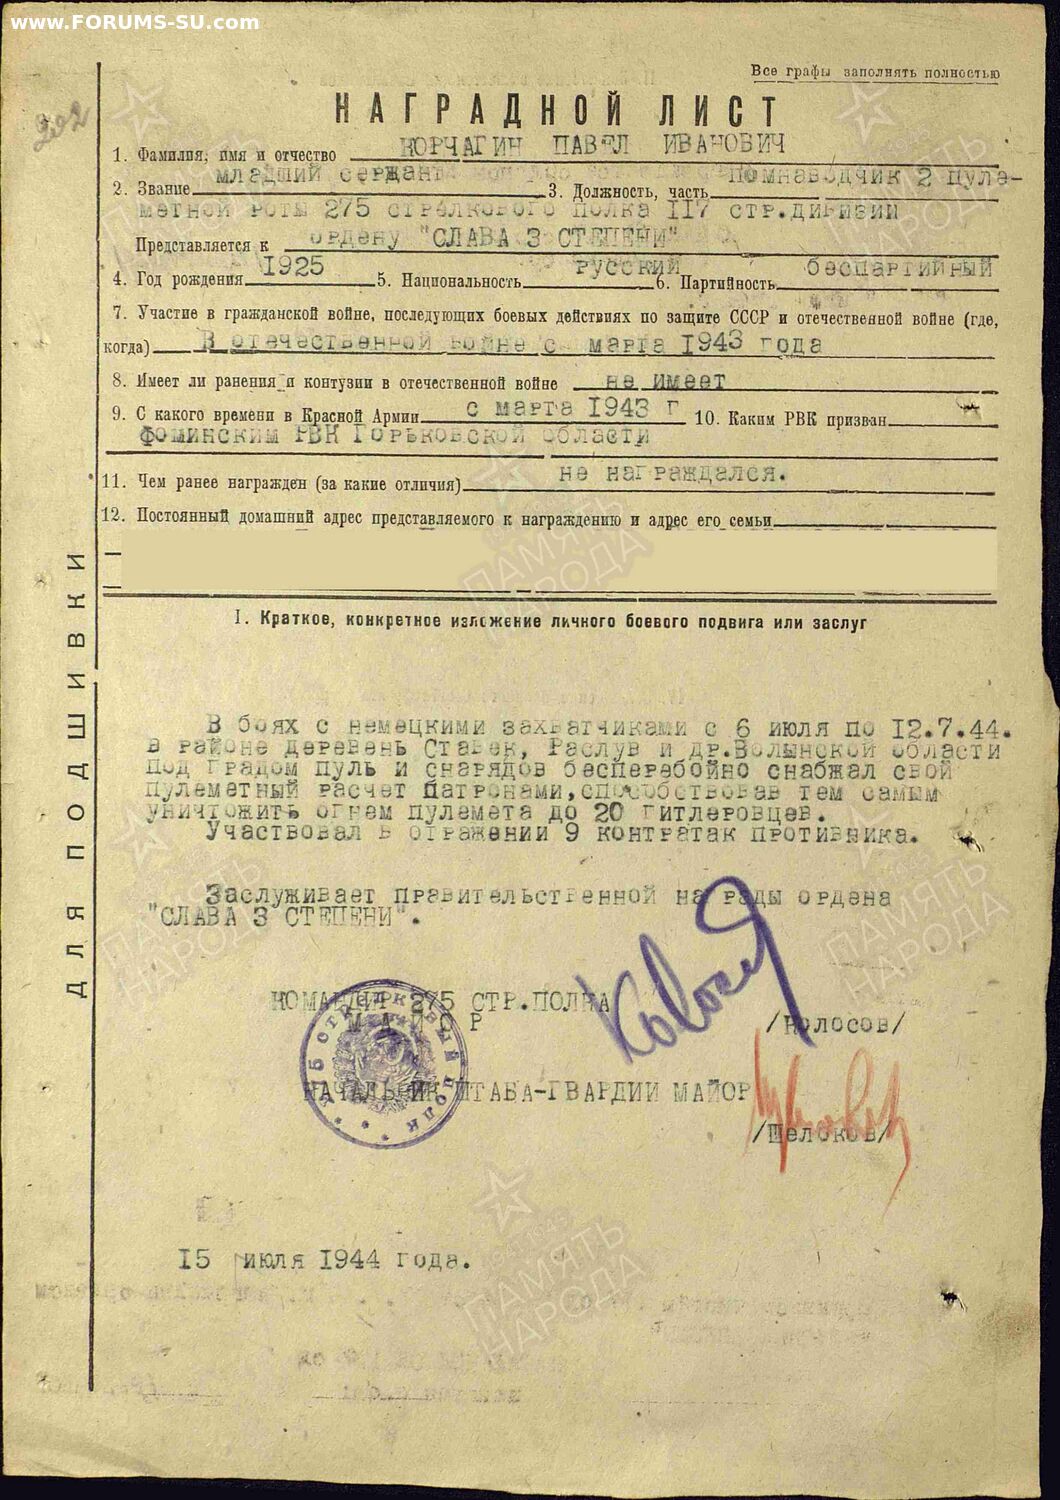 www.FORUMS-SU.com
Все графы заполнять полностью
НАГРАДНОЙ ЛИСТ
1. Фамилия, имя и отчество КОРЧАГИН ПАВЕЛ ИВАНОВИЧ
2. Звание младший сержант 3. Должность, часть помнаводчик 2 пуле-
метной роты 275 стрелкового полка 117 стр.дивизии
Представляется к ордену "СЛАВА 3 СТЕПЕНИ"
4. Год рождения 1925 5. Национальность русский 6. Партийность беспартийный
7. Участие в гражданской войне, последующих боевых действиях по защите СССР и отечественной войне (где,
когда) В отечественной войне с марта 1943 года
8. Имеет ли ранения и контузии в отечественной войне не имеет
9. С какого времени в Красной Армии с марта 1943 г 10. Каким РВК призван
Фоминским РВК Горьковской области
11. Чем ранее награжден (за какие отличия) не награждался.
12. Постоянный домашний адрес представляемого к награждению и адрес его семьи
I. Краткое, конкретное изложение личного боевого подвига или заслуг
В боях с немецкими захватчиками с 6 июля по 12.7.44.
в районе деревень Ставек, Раслув и др.Волынской области
Под градом пуль и снарядов бесперебойно снабжал свой
пулеметный расчет патронами,способствовав тем самым
уничтожить огнем пулемета до 20 гитлеровцев.
Участвовал в отражении 9 контратак противника.
Заслуживает правительственной награды ордена
"СЛАВА 3 СТЕПЕНИ".
КОМАНДИР 275 СТР.ПОЛКА
МАЙОР /Колосов/
НАЧАЛЬНИК ШТАБА-ГВАРДИИ МАЙОР
/Щелоков/
275 СТРЕЛКОВЫЙ ПОЛК
15 июля 1944 года.
ДЛЯ ПОДШИВКИ
ПАМЯТЬ НАРОДА